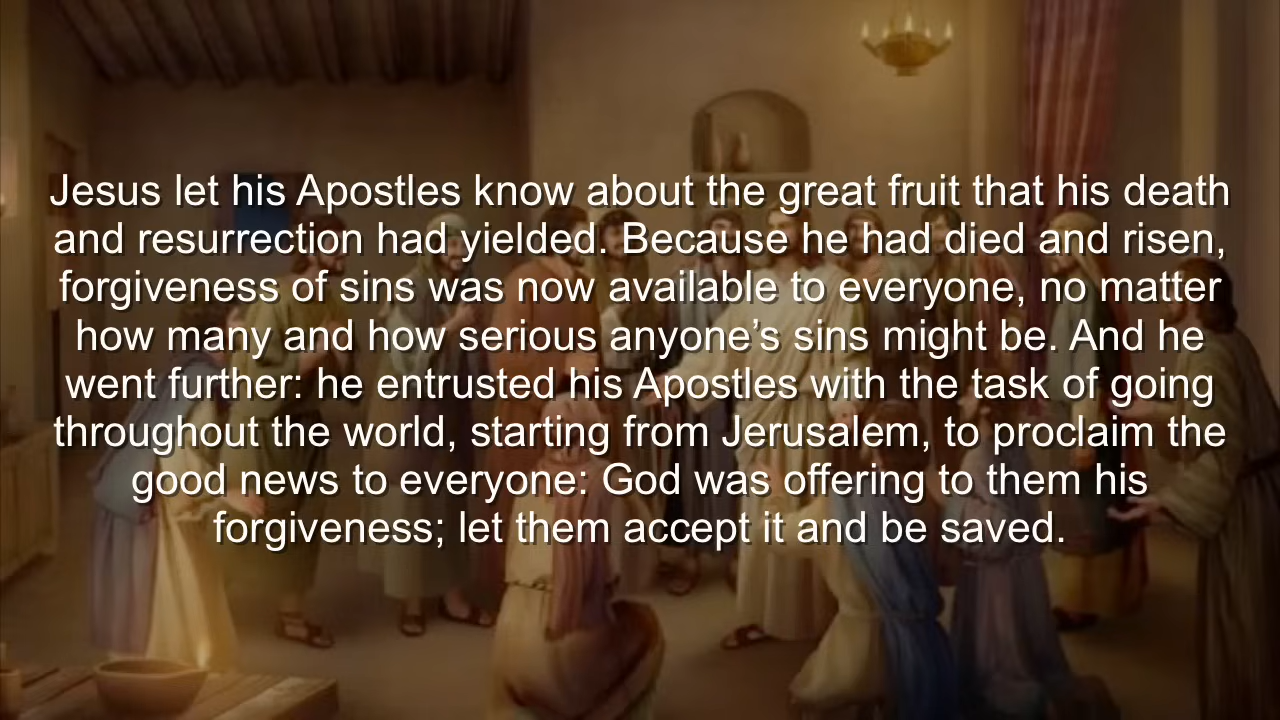 Jesus let his Apostles know about the great fruit that his death
and resurrection had yielded. Because he had died and risen,
forgiveness of sins was now available to everyone, no matter
how many and how serious anyone’s sins might be. And he
went further: he entrusted his Apostles with the task of going
throughout the world, starting from Jerusalem, to proclaim the
good news to everyone: God was offering to them his
forgiveness; let them accept it and be saved.